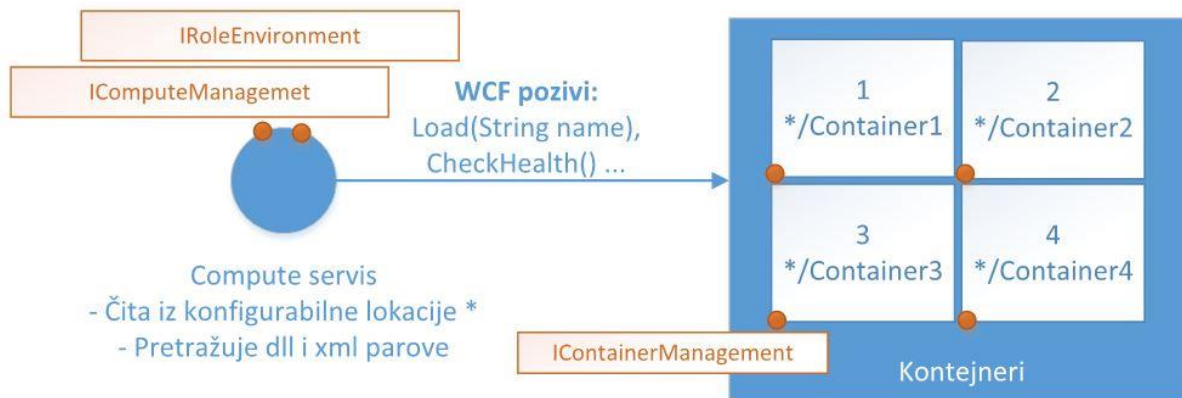 IRoleEnvironment
IComputeManagemet
WCF pozivi:
Load(String name),
CheckHealth() ...
Compute servis
- Čita iz konfigurabilne lokacije *
- Pretražuje dll i xml parove
1
*/Container1
2
*/Container2
3
*/Container3
4
*/Container4
IContainerManagement
Kontejneri